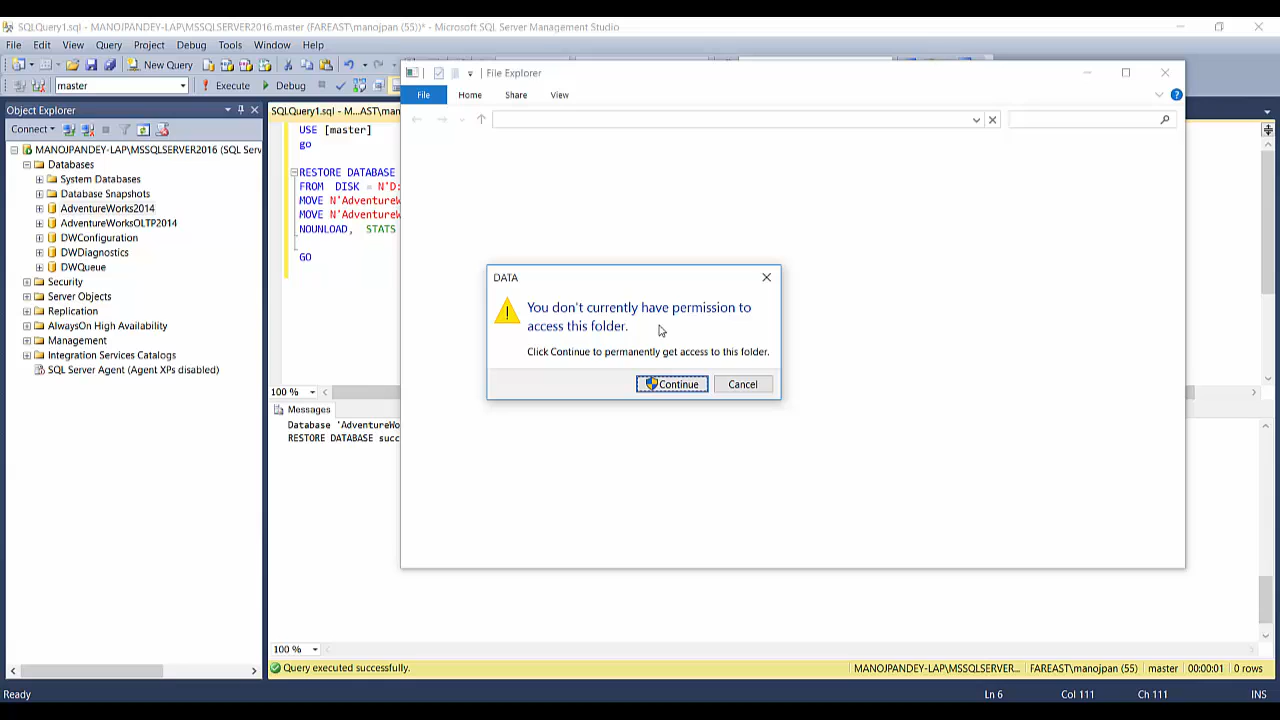 SQLQuery1.sql - MANOJPANDEY-LAP\MSSQLSERVER2016.master (FAREAST\manojpan (55))* - Microsoft SQL Server Management Studio
File Edit View Query Project Debug Tools Window Help
New Query
master Execute Debug
Object Explorer
Connect
MANOJPANDEY-LAP\MSSQLSERVER2016 (SQL Serv
Databases
System Databases
Database Snapshots
AdventureWorks2014
AdventureWorksOLTP2014
DWConfiguration
DWDiagnostics
DWQueue
Security
Server Objects
Replication
AlwaysOn High Availability
Management
Integration Services Catalogs
SQL Server Agent (Agent XPs disabled)
SQLQuery1.sql - M...AST\man
USE [master]
go
RESTORE DATABASE
FROM DISK = N'D:
MOVE N'AdventureW
MOVE N'AdventureW
NOUNLOAD, STATS
GO
100 %
Messages
Database 'AdventureWo
RESTORE DATABASE succ
100 %
File Explorer
File Home Share View
DATA
You don't currently have permission to
access this folder.
Click Continue to permanently get access to this folder.
Continue Cancel
Query executed successfully. MANOJPANDEY-LAP\MSSQLSERVER... FAREAST\manojpan (55) master 00:00:01 0 rows
Ready Ln 6 Col 111 Ch 111 INS